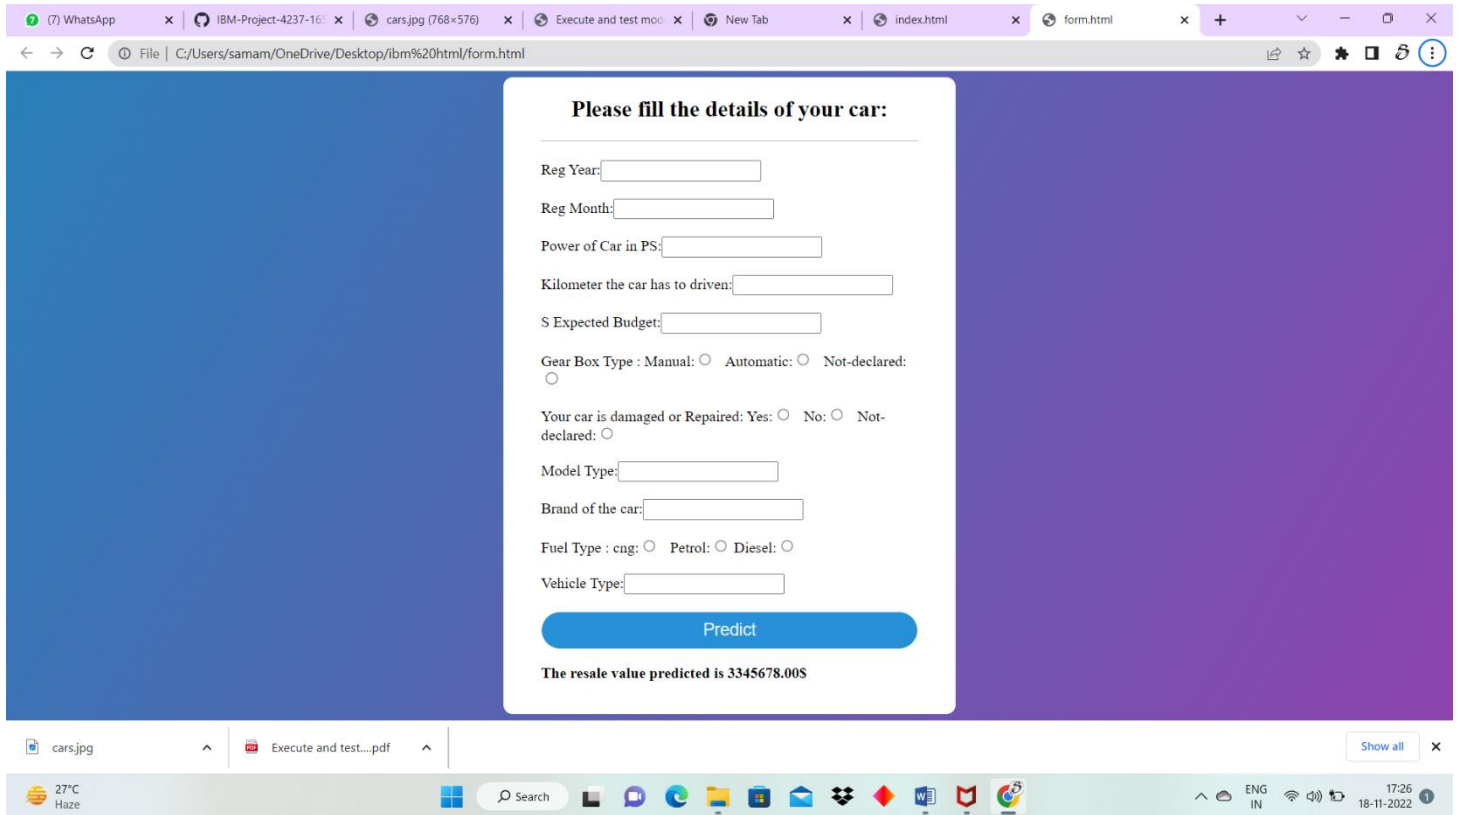 (7) WhatsApp
IBM-Project-4237-165
cars.jpg (768×576)
Execute and test mod
New Tab
index.html
form.html
File | C:/Users/samam/OneDrive/Desktop/ibm%20html/form.html
Please fill the details of your car:
Reg Year:
Reg Month:
Power of Car in PS:
Kilometer the car has to driven:
S Expected Budget:
Gear Box Type : Manual: Automatic: Not-declared:
Your car is damaged or Repaired: Yes: No: Not-
declared:
Model Type:
Brand of the car:
Fuel Type : cng: Petrol: Diesel:
Vehicle Type:
Predict
The resale value predicted is 3345678.00$
cars.jpg
Execute and test....pdf
Show all
27°C
Haze
Search
ENG
IN
17:26
18-11-2022
1